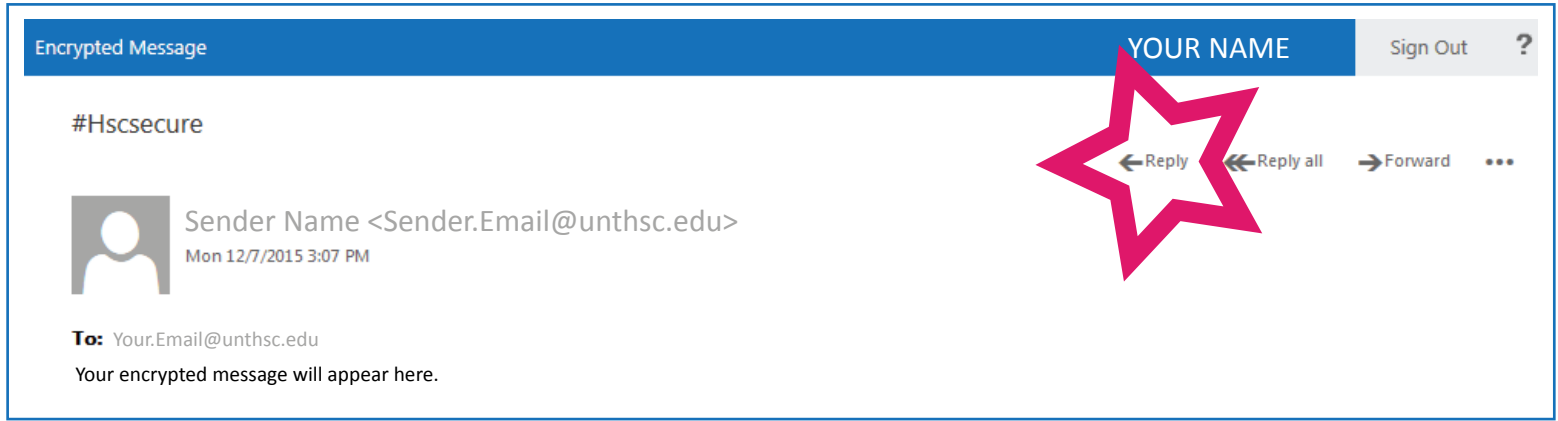 Encrypted Message YOUR NAME Sign Out ?
#Hscsecure
Reply Reply all Forward •••
Sender Name <Sender.Email@unthsc.edu>
Mon 12/7/2015 3:07 PM
To: Your.Email@unthsc.edu
Your encrypted message will appear here.